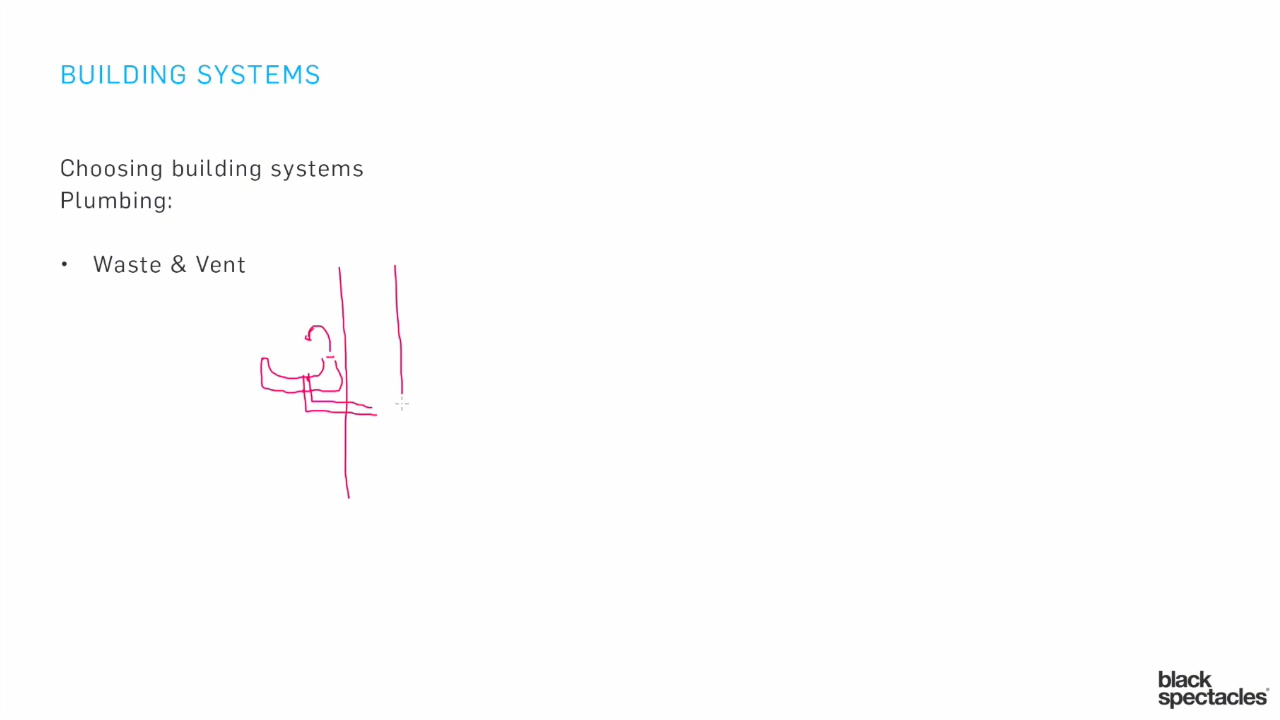 BUILDING SYSTEMS
Choosing building systems
Plumbing:
• Waste & Vent
black
spectacles®